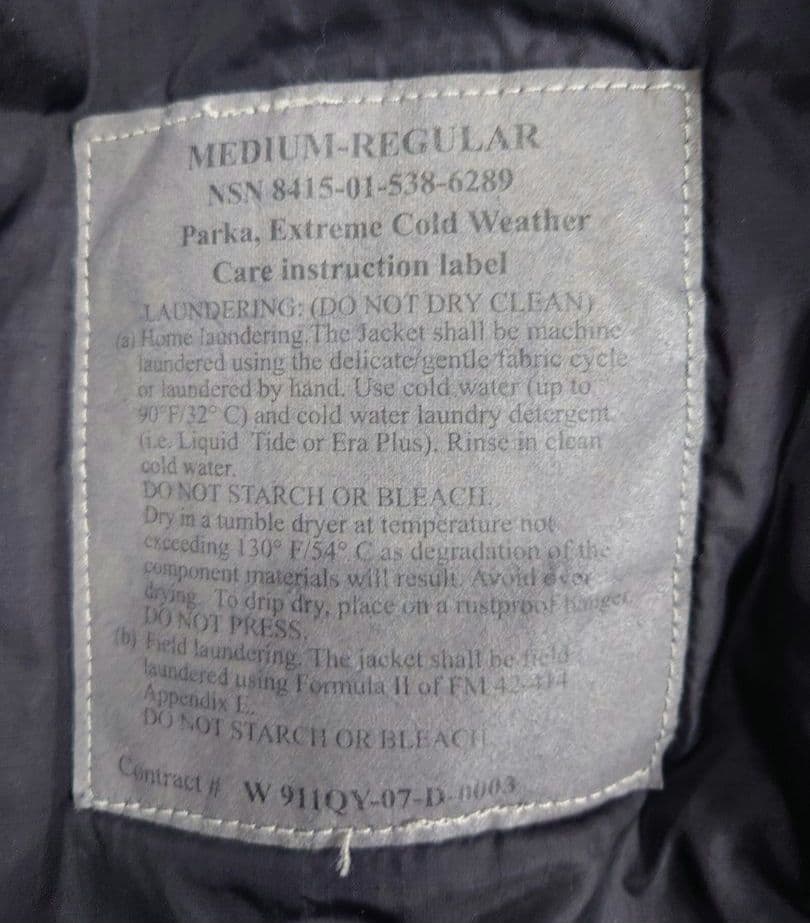 MEDIUM-REGULAR
NSN 8415-01-538-6289
Parka, Extreme Cold Weather
Care instruction label
LAUNDERING: (DO NOT DRY CLEAN)
(a) Home laundering. The Jacket shall be machine
laundered using the delicate/gentle fabric cycle
or laundered by hand. Use cold water (up to
90°F/32° C) and cold water laundry detergent
(i.e. Liquid Tide or Era Plus). Rinse in clean
cold water.
DO NOT STARCH OR BLEACH.
Dry in a tumble dryer at temperature not
exceeding 130° F/54° C as degradation of the
component materials will result. Avoid over
drying. To drip dry, place on a rustproof hanger.
DO NOT PRESS.
(b) Field laundering. The jacket shall be field
laundered using Formula II of FM 42-414
Appendix E.
DO NOT STARCH OR BLEACH.
Contract # W911QY-07-D-0003